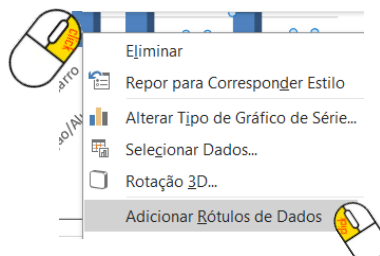 click
Eliminar
Repor para Corresponder Estilo
Alterar Tipo de Gráfico de Série...
Selecionar Dados...
Rotação 3D...
Adicionar Rótulos de Dados
click